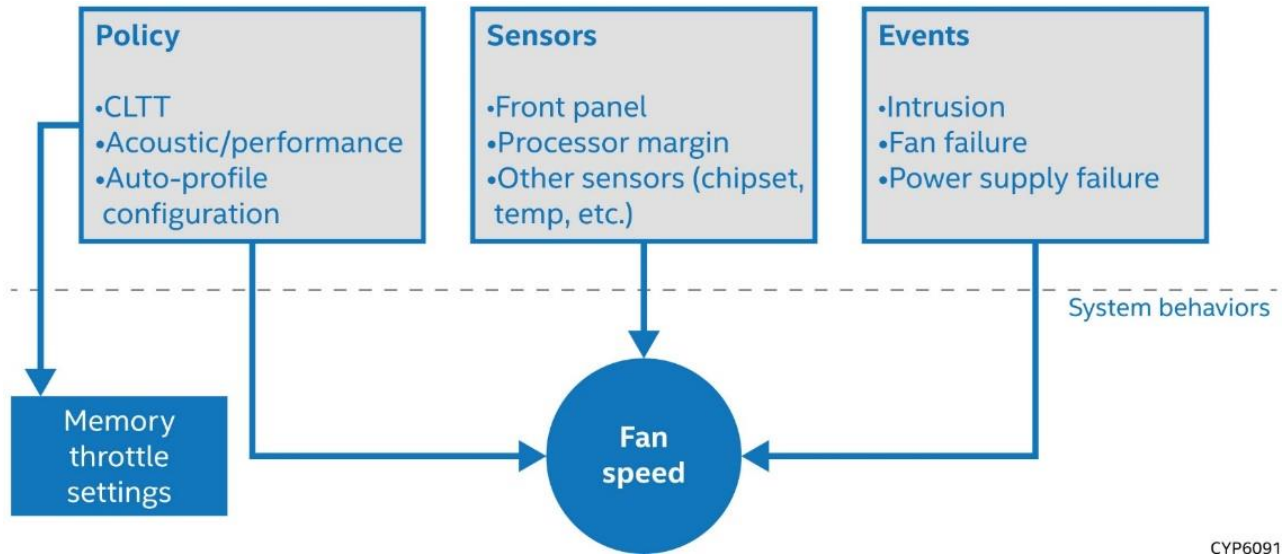 Policy
•CLTT
•Acoustic/performance
•Auto-profile
configuration
Sensors
•Front panel
•Processor margin
•Other sensors (chipset,
temp, etc.)
Events
•Intrusion
•Fan failure
•Power supply failure
System behaviors
Memory
throttle
settings
Fan
speed
CYP6091